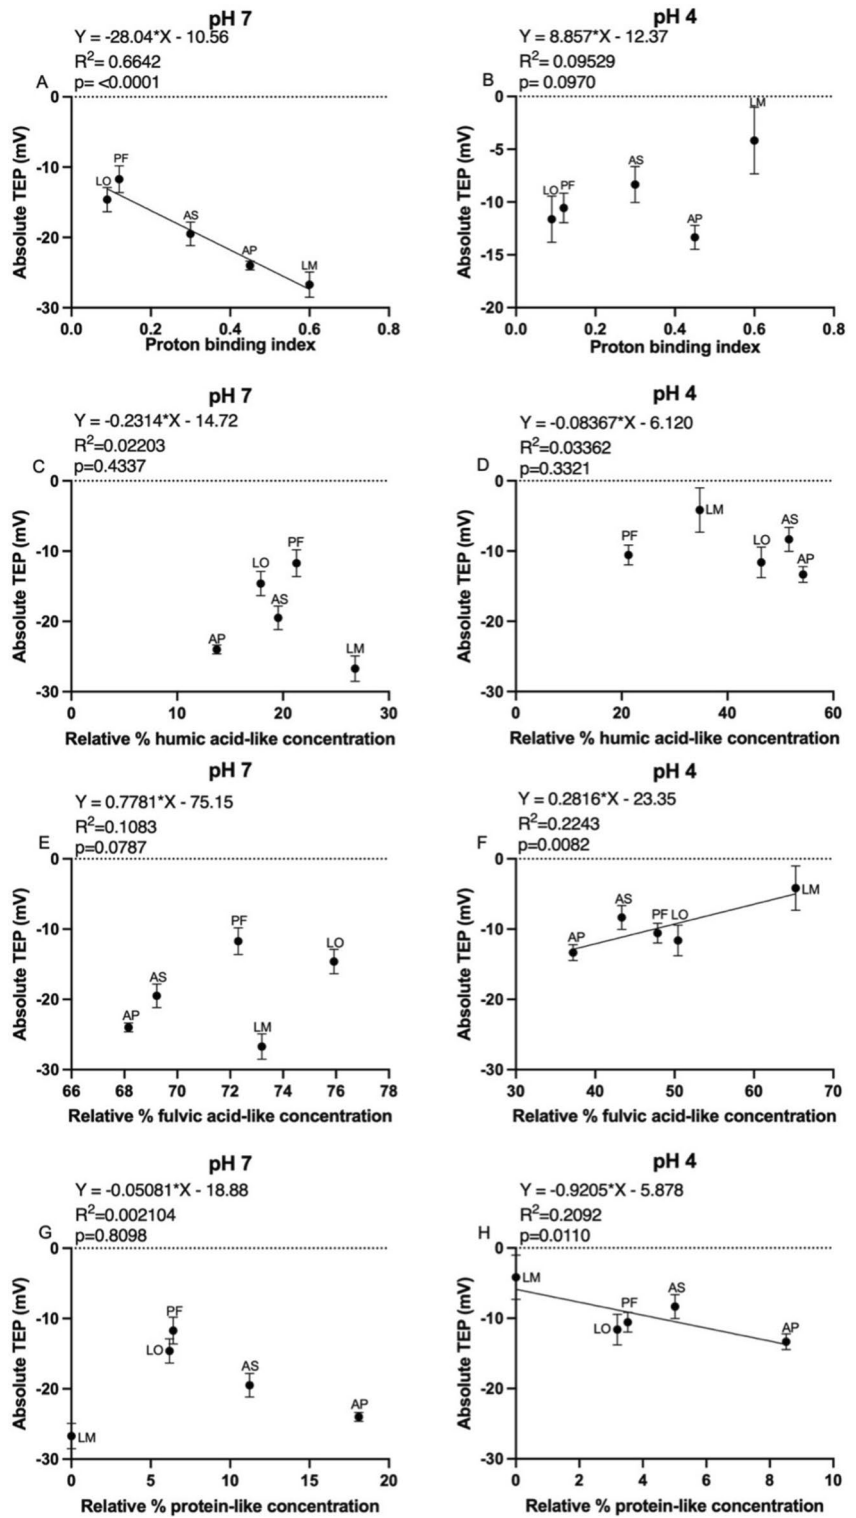 pH 7
Y = -28.04*X - 10.56
R²= 0.6642
p= <0.0001
A
0
-10
-20
-30
Absolute TEP (mV)
LO
PF
AS
AP
LM
0.0 0.2 0.4 0.6 0.8
Proton binding index
pH 4
Y = 8.857*X - 12.37
R²= 0.09529
p= 0.0970
B
0
-5
-10
-15
-20
Absolute TEP (mV)
LO
PF
AS
AP
LM
0.0 0.2 0.4 0.6 0.8
Proton binding index
pH 7
Y = -0.2314*X - 14.72
R²=0.02203
p=0.4337
C
0
-10
-20
-30
Absolute TEP (mV)
AP
LO
AS
PF
LM
0 10 20 30
Relative % humic acid-like concentration
pH 4
Y = -0.08367*X - 6.120
R²=0.03362
p=0.3321
D
0
-10
-20
-30
Absolute TEP (mV)
PF
LM
LO
AS
AP
0 20 40 60
Relative % humic acid-like concentration
pH 7
Y = 0.7781*X - 75.15
R²=0.1083
p=0.0787
E
0
-10
-20
-30
Absolute TEP (mV)
AP
AS
PF
LM
LO
66 68 70 72 74 76 78
Relative % fulvic acid-like concentration
pH 4
Y = 0.2816*X - 23.35
R²=0.2243
p=0.0082
F
0
-10
-20
-30
Absolute TEP (mV)
AP
AS
PF
LO
LM
30 40 50 60 70
Relative % fulvic acid-like concentration
pH 7
Y = -0.05081*X - 18.88
R²=0.002104
p=0.8098
G
0
-10
-20
-30
Absolute TEP (mV)
LM
LO
PF
AS
AP
0 5 10 15 20
Relative % protein-like concentration
pH 4
Y = -0.9205*X - 5.878
R²=0.2092
p=0.0110
H
0
-10
-20
-30
Absolute TEP (mV)
LM
LO
PF
AS
AP
0 2 4 6 8 10
Relative % protein-like concentration